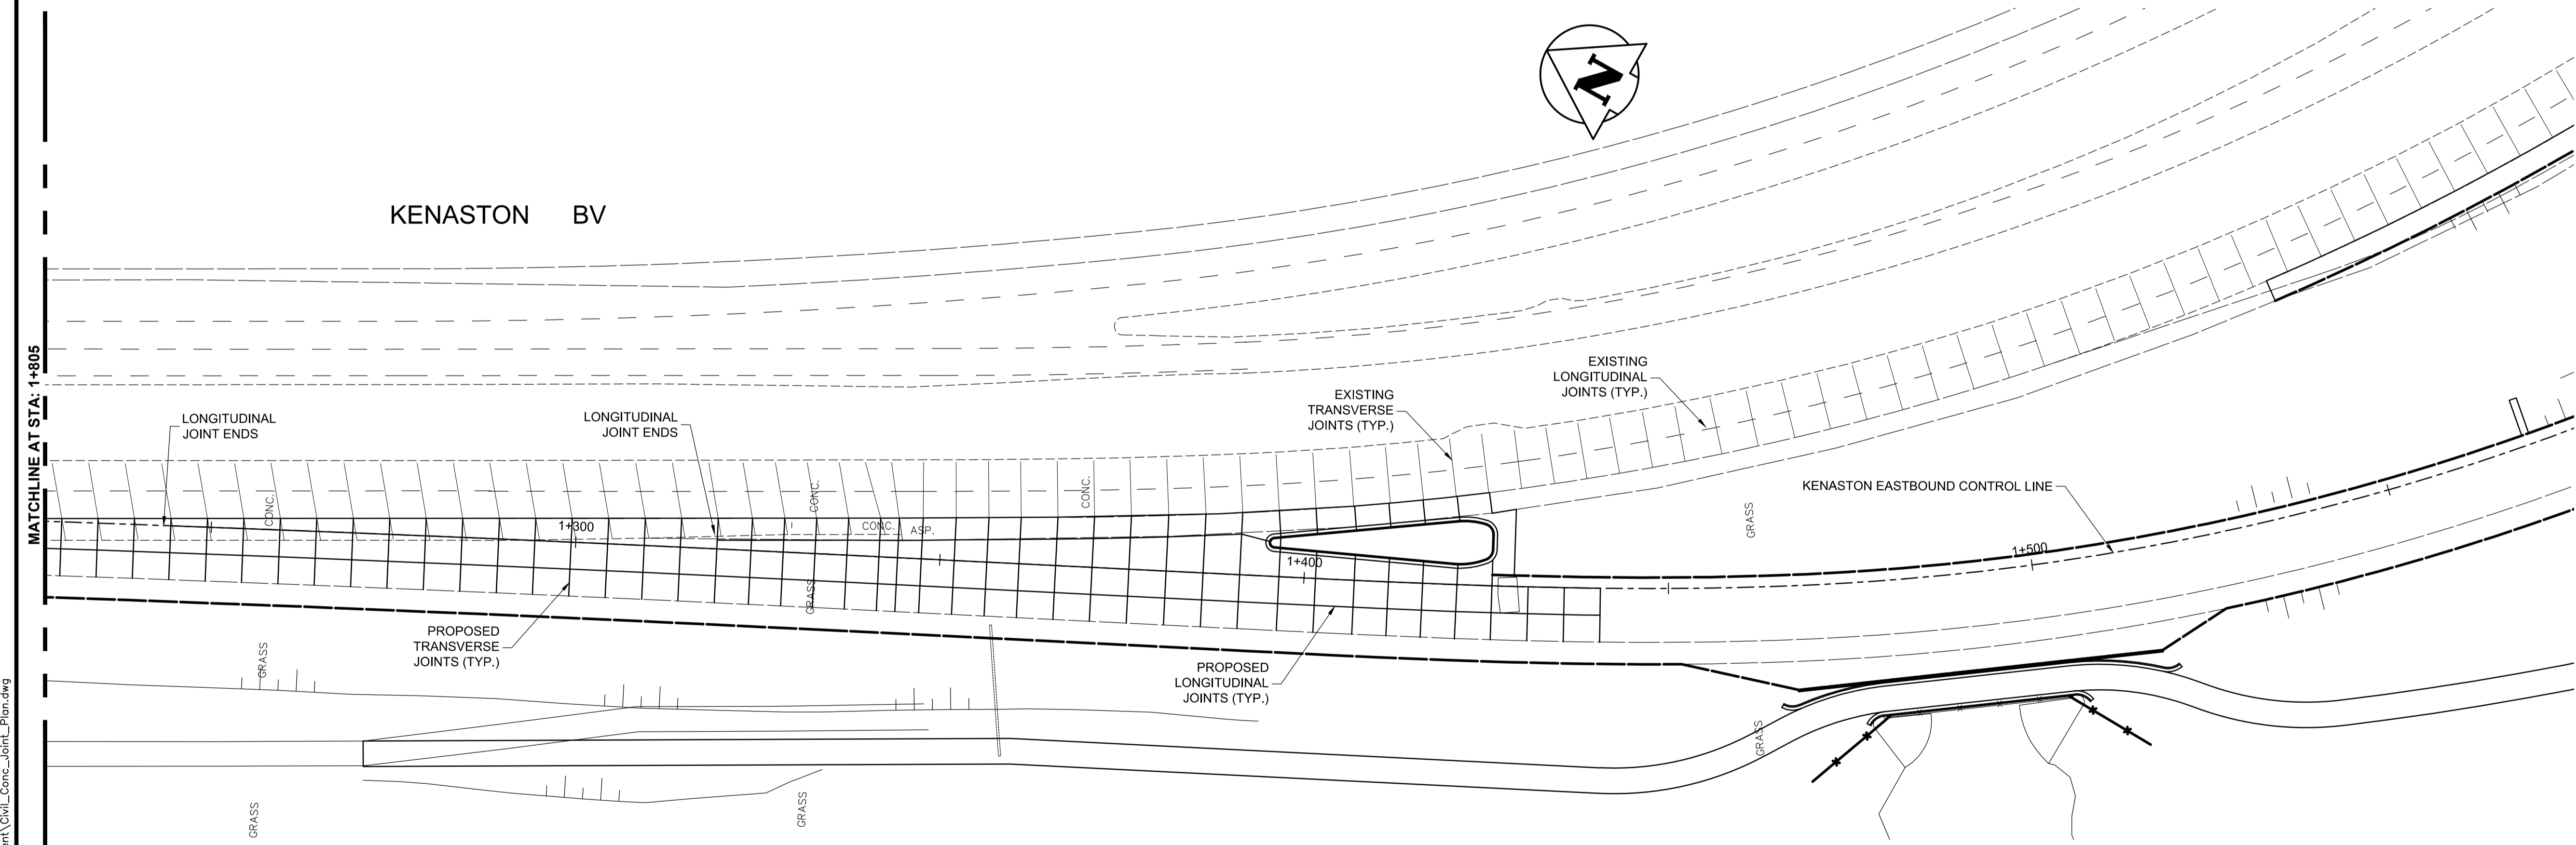 N
KENASTON BV
MATCHLINE AT STA: 1+805
LONGITUDINAL
JOINT ENDS
LONGITUDINAL
JOINT ENDS
EXISTING
TRANSVERSE
JOINTS (TYP.)
EXISTING
LONGITUDINAL
JOINTS (TYP.)
KENASTON EASTBOUND CONTROL LINE
CONC.
CONC.
CONC.
CONC.
ASP.
GRASS
1+300
1+400
1+500
GRASS
PROPOSED
TRANSVERSE
JOINTS (TYP.)
PROPOSED
LONGITUDINAL
JOINTS (TYP.)
GRASS
GRASS
GRASS
GRASS
ent\Civil_Conc_Joint_Plan.dwg